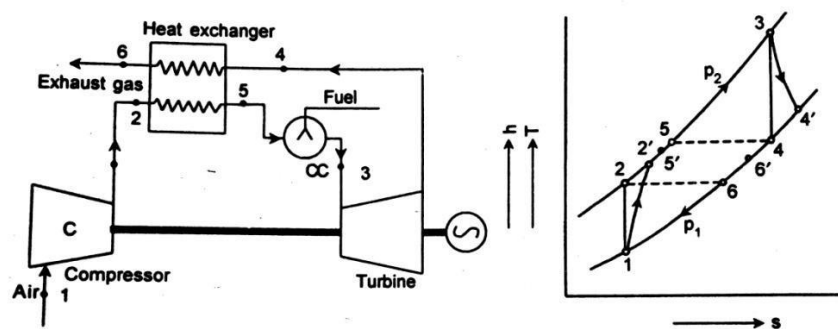 Heat exchanger
6
4
Exhaust gas
5
Fuel
2
CC
3
C
Compressor
Turbine
Air
1
h
T
3
p₂
4'
5
2'
5'
4
2
6'
6
p₁
1
s